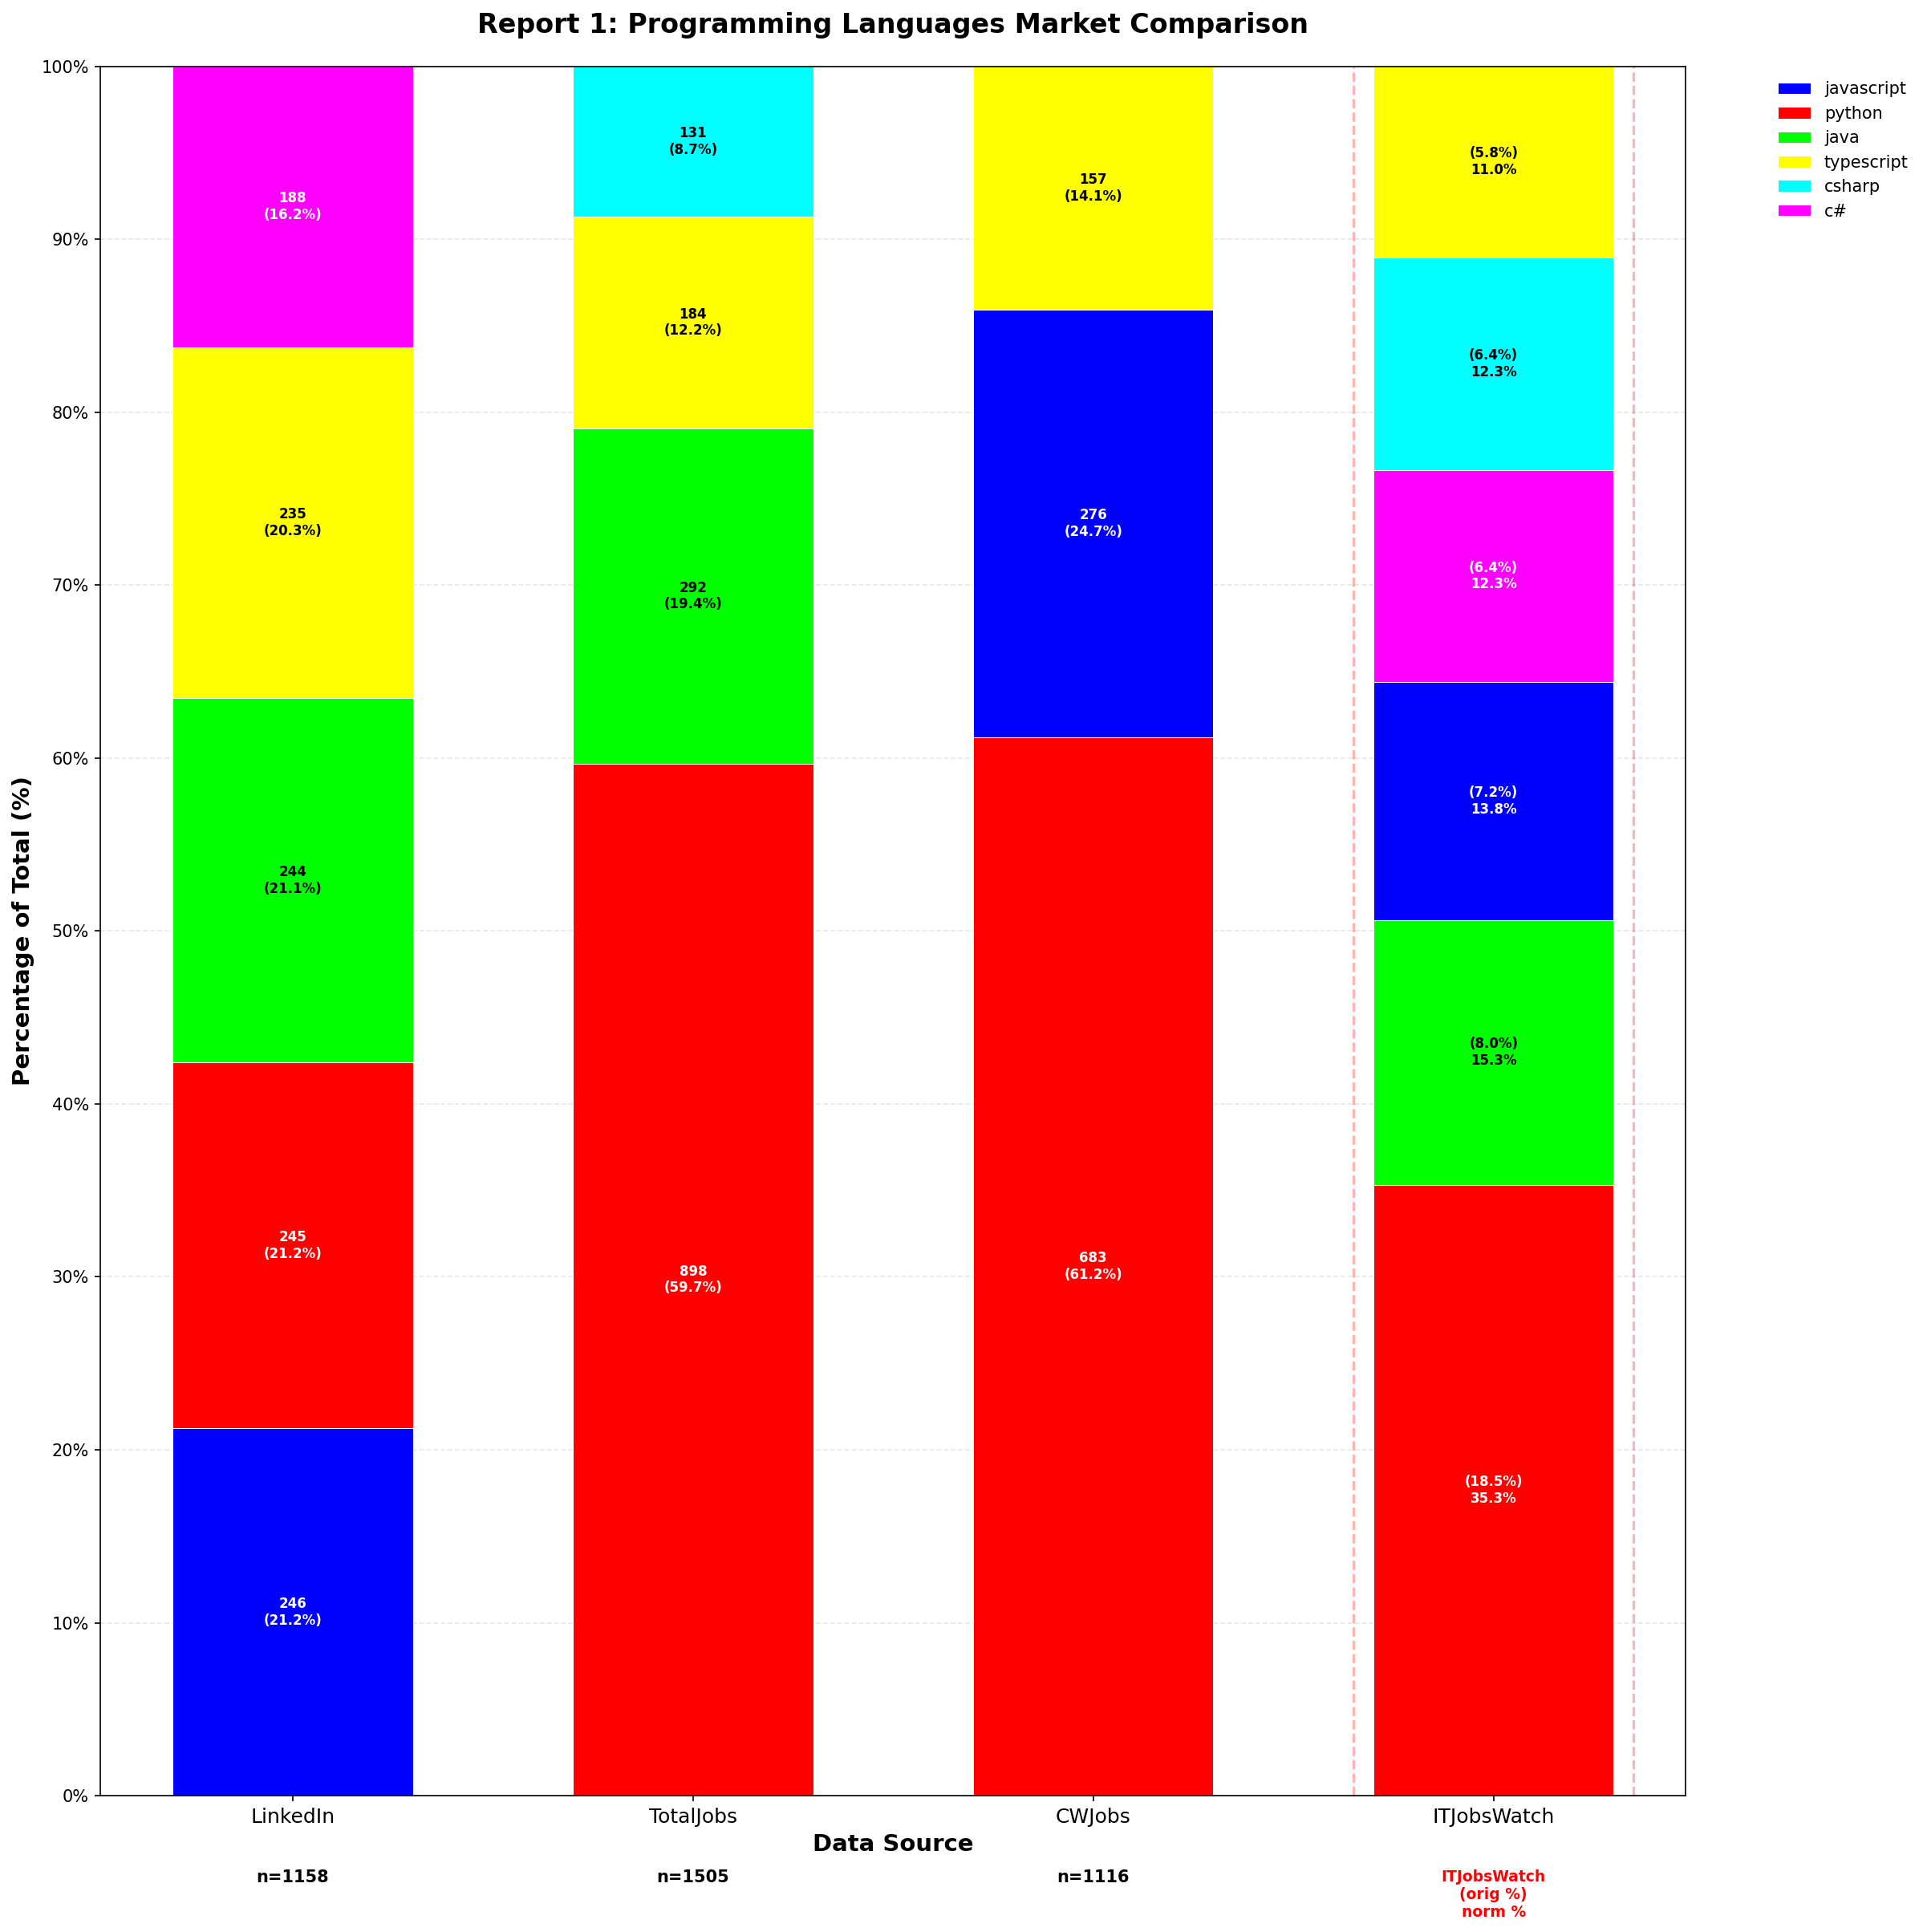 Report 1: Programming Languages Market Comparison
Percentage of Total (%)
100%
90%
80%
70%
60%
50%
40%
30%
20%
10%
0%
188
(16.2%)
235
(20.3%)
244
(21.1%)
245
(21.2%)
246
(21.2%)
131
(8.7%)
184
(12.2%)
292
(19.4%)
898
(59.7%)
157
(14.1%)
276
(24.7%)
683
(61.2%)
(5.8%)
11.0%
(6.4%)
12.3%
(6.4%)
12.3%
(7.2%)
13.8%
(8.0%)
15.3%
(18.5%)
35.3%
javascript
python
java
typescript
csharp
c#
LinkedIn
TotalJobs
CWJobs
ITJobsWatch
Data Source
n=1158
n=1505
n=1116
ITJobsWatch
(orig %)
norm %